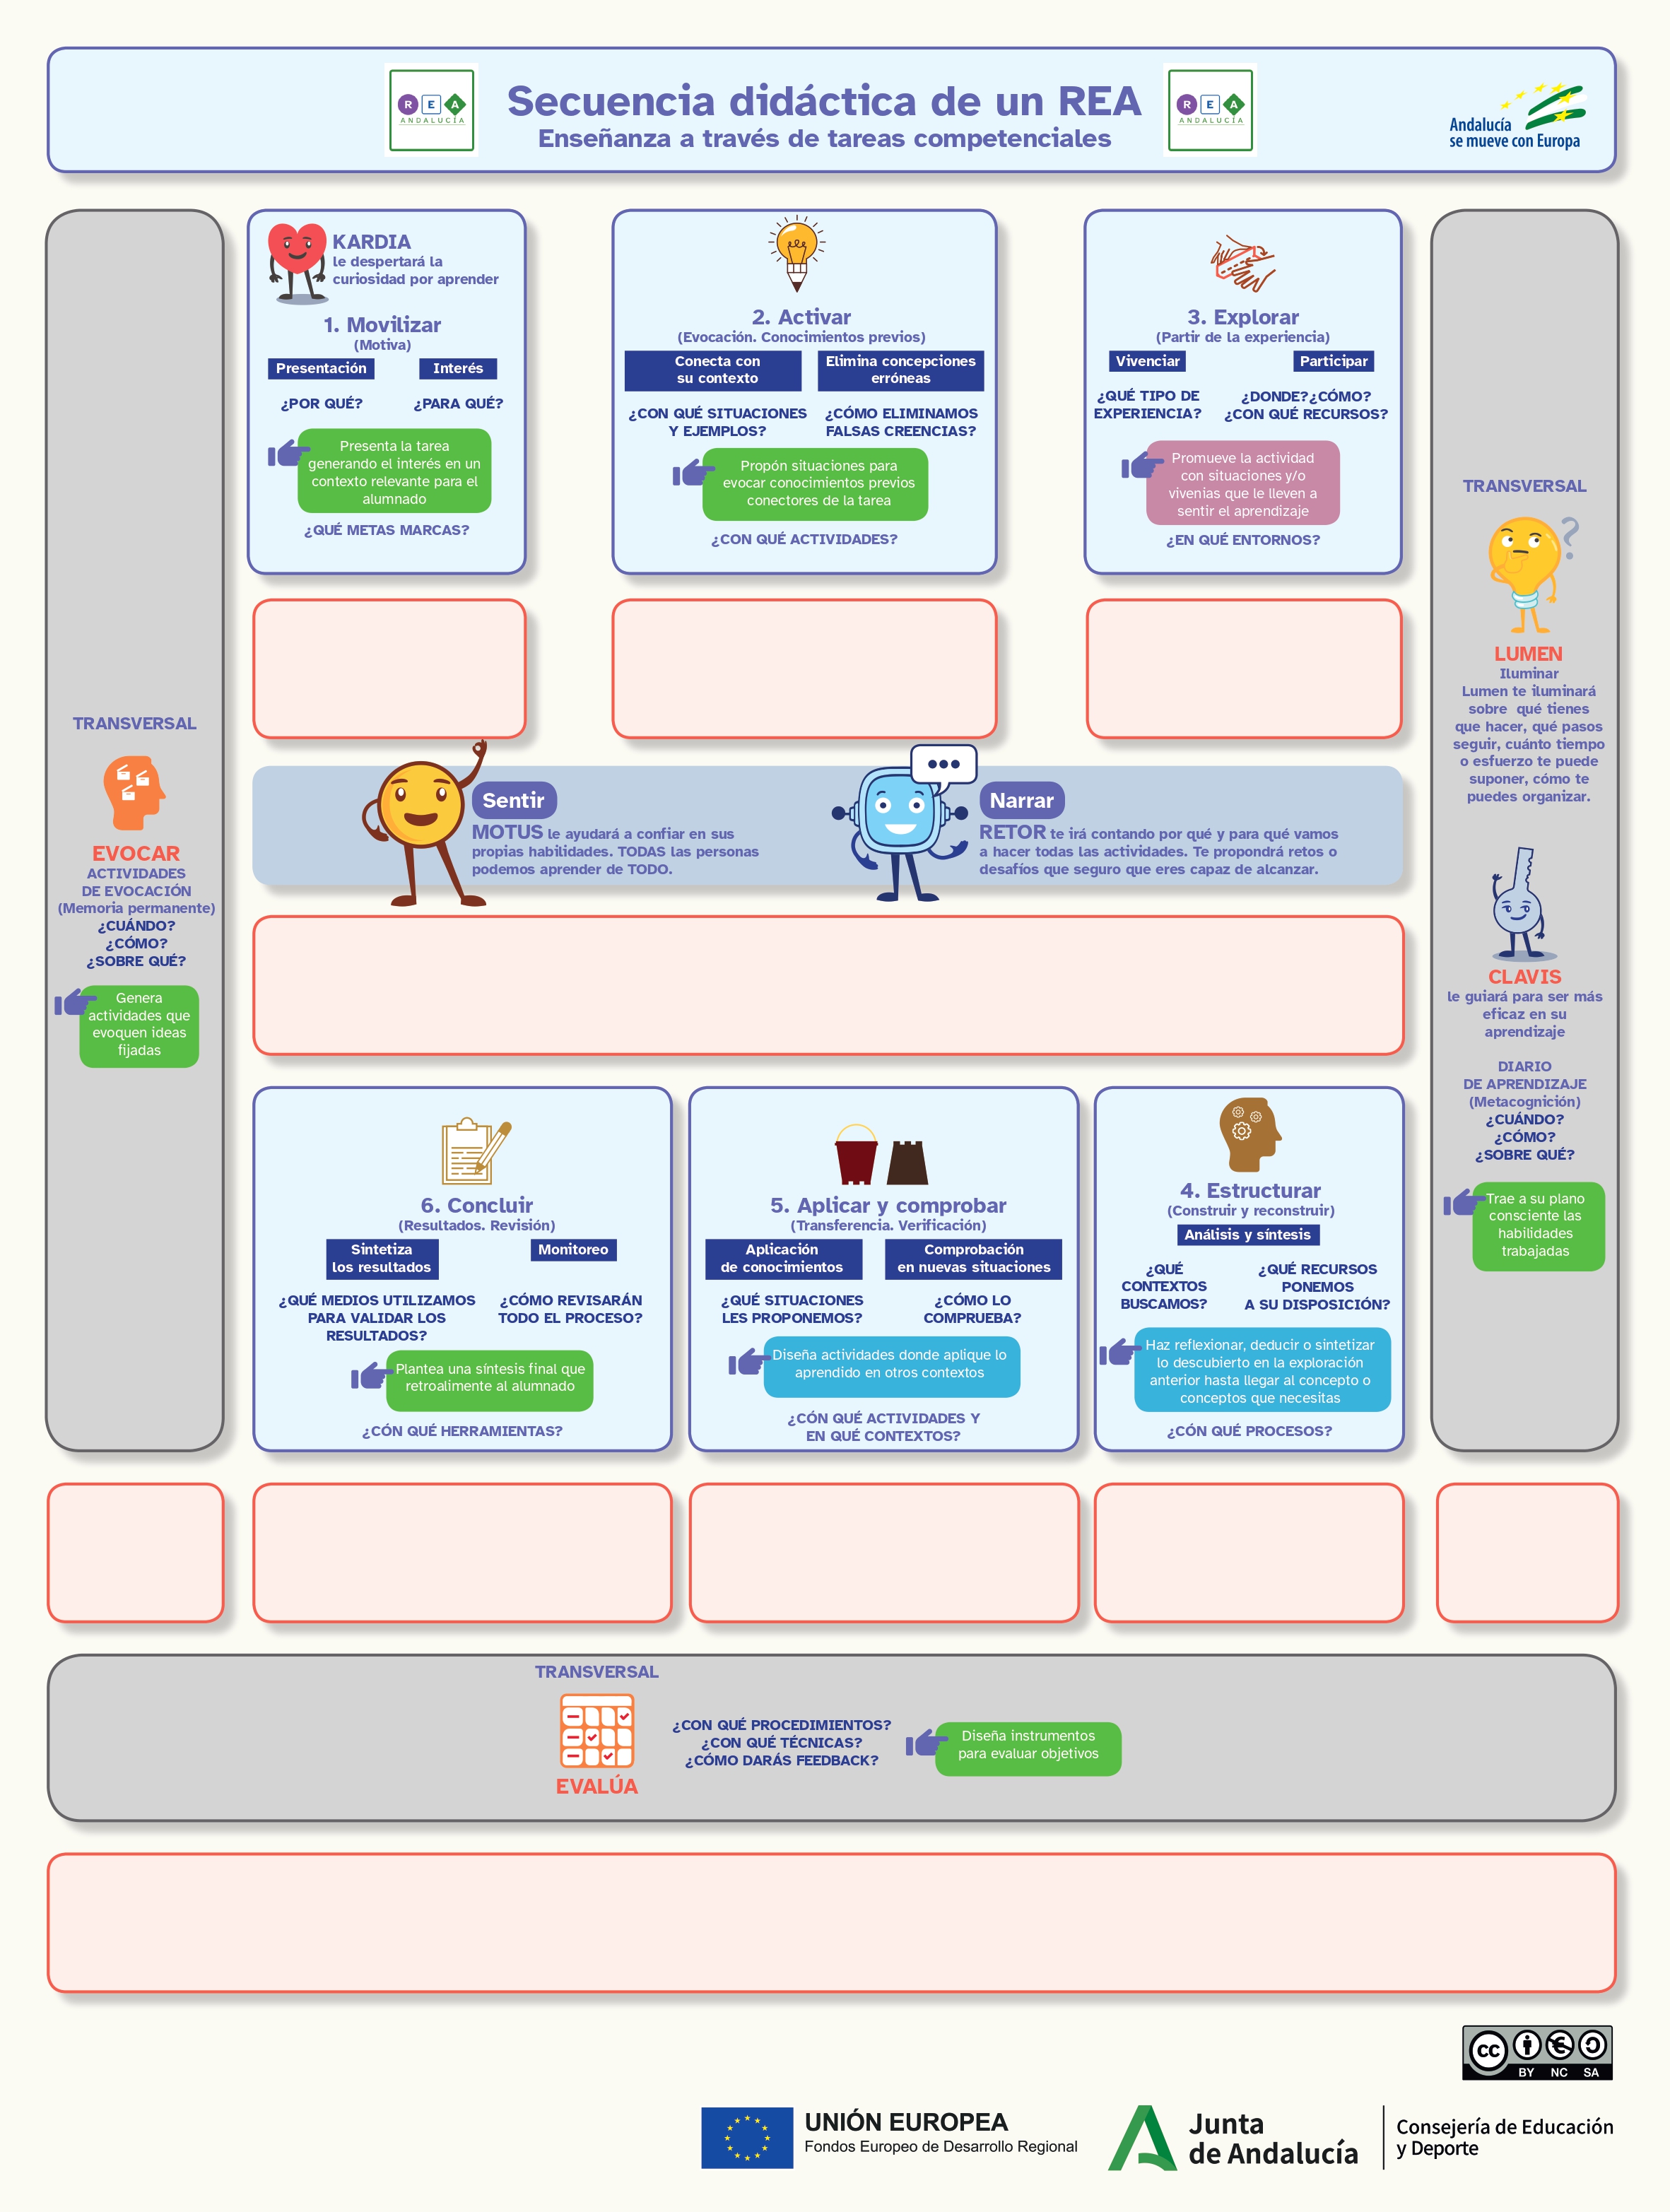 R E A
ANDALUCÍA
Secuencia didáctica de un REA
Enseñanza a través de tareas competenciales
R E A
ANDALUCÍA
Andalucía
se mueve con Europa
KARDIA
le despertará la
curiosidad por aprender
1. Movilizar
(Motiva)
Presentación
Interés
¿POR QUÉ?
¿PARA QUÉ?
Presenta la tarea
generando el interés en un
contexto relevante para el
alumnado
¿QUÉ METAS MARCAS?
2. Activar
(Evocación. Conocimientos previos)
Conecta con
su contexto
Elimina concepciones
erróneas
¿CON QUÉ SITUACIONES
Y EJEMPLOS?
¿CÓMO ELIMINAMOS
FALSAS CREENCIAS?
Propón situaciones para
evocar conocimientos previos
conectores de la tarea
¿CON QUÉ ACTIVIDADES?
3. Explorar
(Partir de la experiencia)
Vivenciar
Participar
¿QUÉ TIPO DE
EXPERIENCIA?
¿DONDE?¿CÓMO?
¿CON QUÉ RECURSOS?
Promueve la actividad
con situaciones y/o
vivenias que le lleven a
sentir el aprendizaje
¿EN QUÉ ENTORNOS?
TRANSVERSAL
EVOCAR
ACTIVIDADES
DE EVOCACIÓN
(Memoria permanente)
¿CUÁNDO?
¿CÓMO?
¿SOBRE QUÉ?
Genera
actividades que
evoquen ideas
fijadas
Sentir
MOTUS le ayudará a confiar en sus
propias habilidades. TODAS las personas
podemos aprender de TODO.
Narrar
RETOR te irá contando por qué y para qué vamos
a hacer todas las actividades. Te propondrá retos o
desafíos que seguro que eres capaz de alcanzar.
TRANSVERSAL
?
LUMEN
Iluminar
Lumen te iluminará
sobre qué tienes
que hacer, qué pasos
seguir, cuánto tiempo
o esfuerzo te puede
suponer, cómo te
puedes organizar.
CLAVIS
le guiará para ser más
eficaz en su
aprendizaje
DIARIO
DE APRENDIZAJE
(Metacognición)
¿CUÁNDO?
¿CÓMO?
¿SOBRE QUÉ?
Trae a su plano
consciente las
habilidades
trabajadas
6. Concluir
(Resultados. Revisión)
Sintetiza
los resultados
Monitoreo
¿QUÉ MEDIOS UTILIZAMOS
PARA VALIDAR LOS
RESULTADOS?
¿CÓMO REVISARÁN
TODO EL PROCESO?
Plantea una síntesis final que
retroalimente al alumnado
¿CÓN QUÉ HERRAMIENTAS?
5. Aplicar y comprobar
(Transferencia. Verificación)
Aplicación
de conocimientos
Comprobación
en nuevas situaciones
¿QUÉ SITUACIONES
LES PROPONEMOS?
¿CÓMO LO
COMPRUEBA?
Diseña actividades donde aplique lo
aprendido en otros contextos
¿CÓN QUÉ ACTIVIDADES Y
EN QUÉ CONTEXTOS?
4. Estructurar
(Construir y reconstruir)
Análisis y síntesis
¿QUÉ
CONTEXTOS
BUSCAMOS?
¿QUÉ RECURSOS
PONEMOS
A SU DISPOSICIÓN?
Haz reflexionar, deducir o sintetizar
lo descubierto en la exploración
anterior hasta llegar al concepto o
conceptos que necesitas
¿CÓN QUÉ PROCESOS?
TRANSVERSAL
EVALÚA
¿CON QUÉ PROCEDIMIENTOS?
¿CON QUÉ TÉCNICAS?
¿CÓMO DARÁS FEEDBACK?
Diseña instrumentos
para evaluar objetivos
cc
BY NC SA
UNIÓN EUROPEA
Fondos Europeo de Desarrollo Regional
Junta
de Andalucía
Consejería de Educación
y Deporte